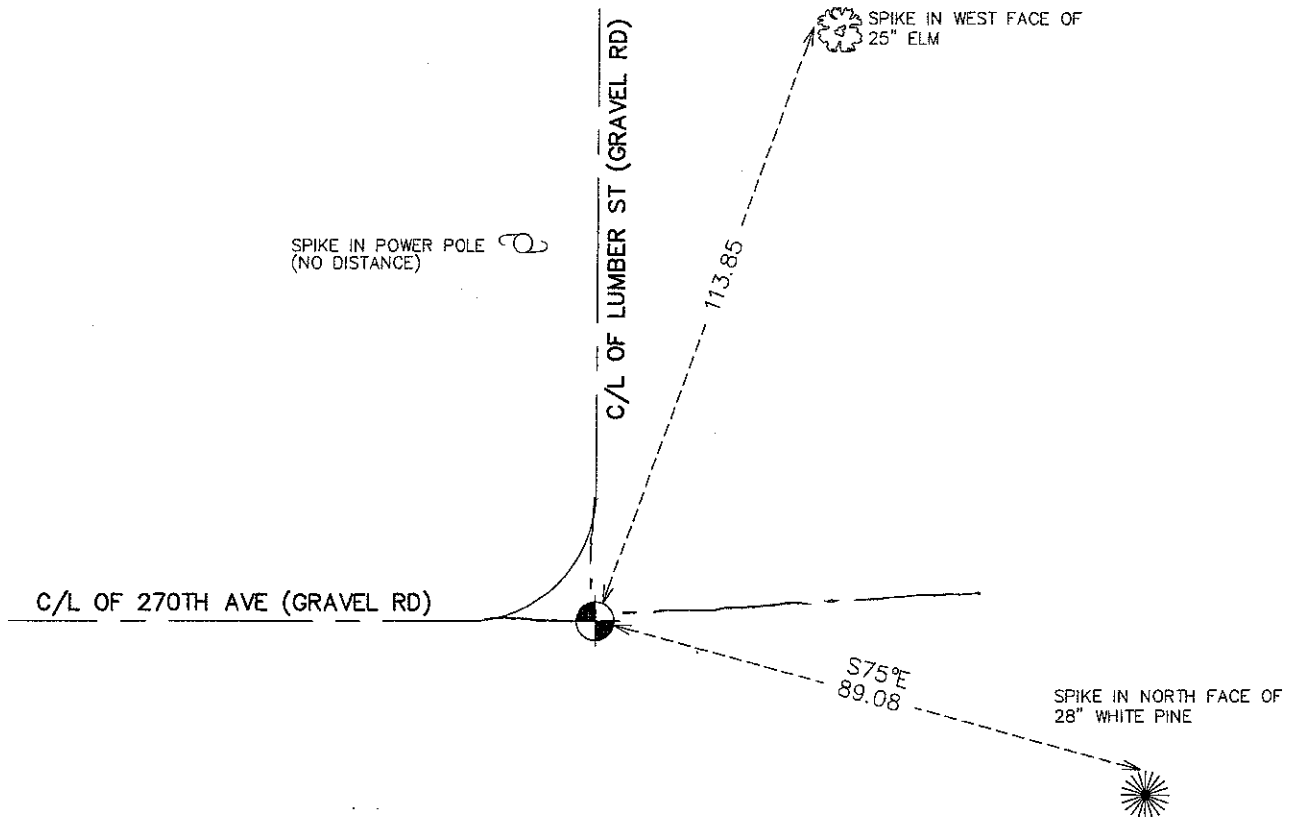 SPIKE IN WEST FACE OF
25" ELM
C/L OF LUMBER ST (GRAVEL RD)
SPIKE IN POWER POLE
(NO DISTANCE)
113.85
C/L OF 270TH AVE (GRAVEL RD)
S75°E
89.08
SPIKE IN NORTH FACE OF
28" WHITE PINE